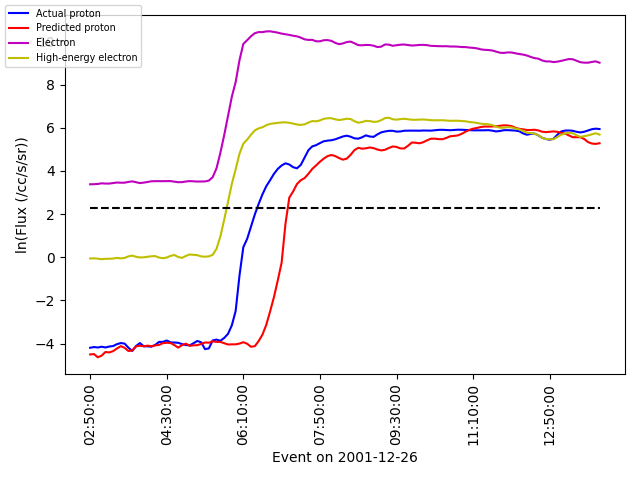 Actual proton
Predicted proton
Electron
High-energy electron
ln(Flux (/cc/s/sr))
8
6
4
2
0
−2
−4
02:50:00
04:30:00
06:10:00
07:50:00
09:30:00
11:10:00
12:50:00
Event on 2001-12-26